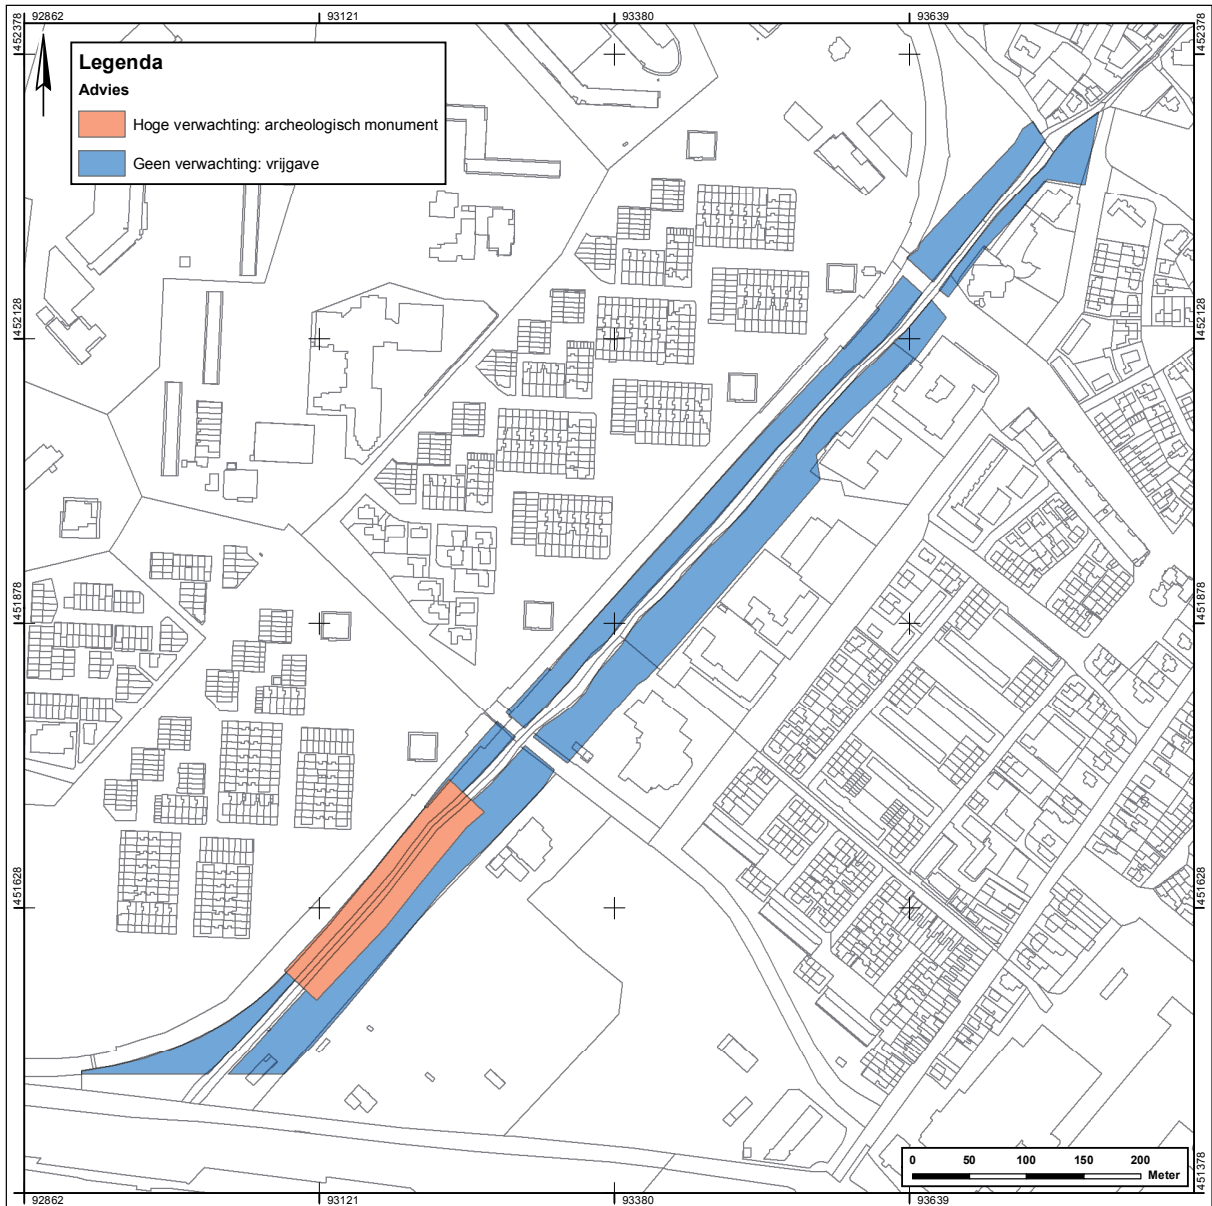 92862 93121 93380 93639
452378 452378
Legenda
Advies
Hoge verwachting: archeologisch monument
Geen verwachting: vrijgave
452128 452128
451878 451878
451628 451628
451378
0 50 100 150 200
Meter
92862 93121 93380 93639